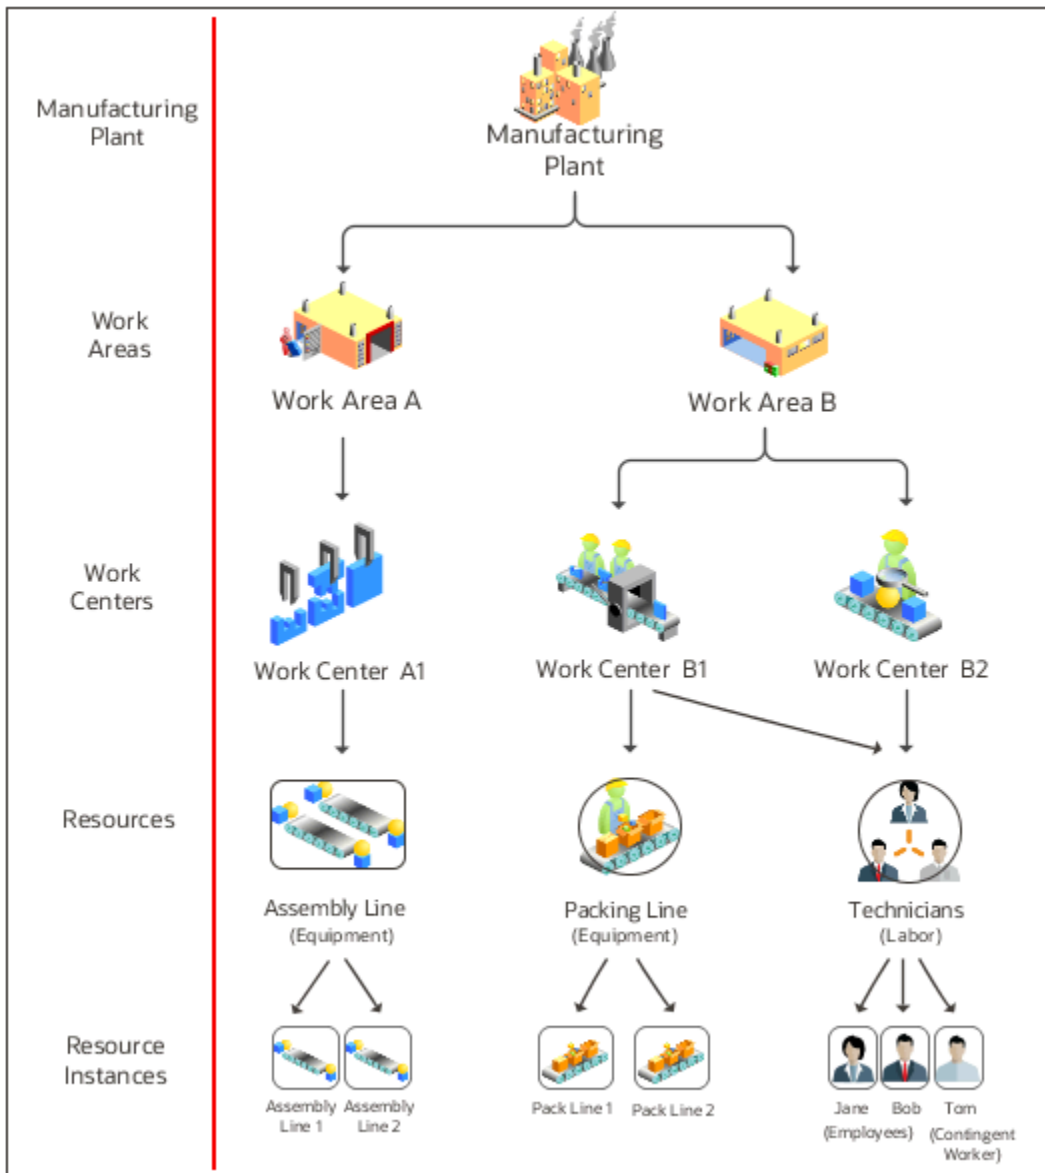 Manufacturing
Plant
Manufacturing
Plant
Work
Areas
Work Area A
Work Area B
Work
Centers
Work Center A1
Work Center B1
Work Center B2
Resources
Assembly Line
(Equipment)
Packing Line
(Equipment)
Technicians
(Labor)
Resource
Instances
Assembly
Line 1
Assembly
Line 2
Pack Line 1
Pack Line 2
Jane
Bob
(Employees)
Tom
(Contingent
Worker)